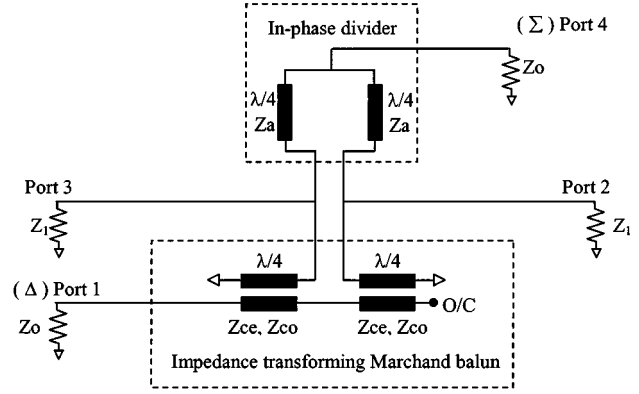 In-phase divider
( Σ ) Port 4
Zo
λ/4
Za
λ/4
Za
Port 3
Port 2
Z1
Z1
λ/4
λ/4
( Δ ) Port 1
O/C
Zo
Zce, Zco
Zce, Zco
Impedance transforming Marchand balun